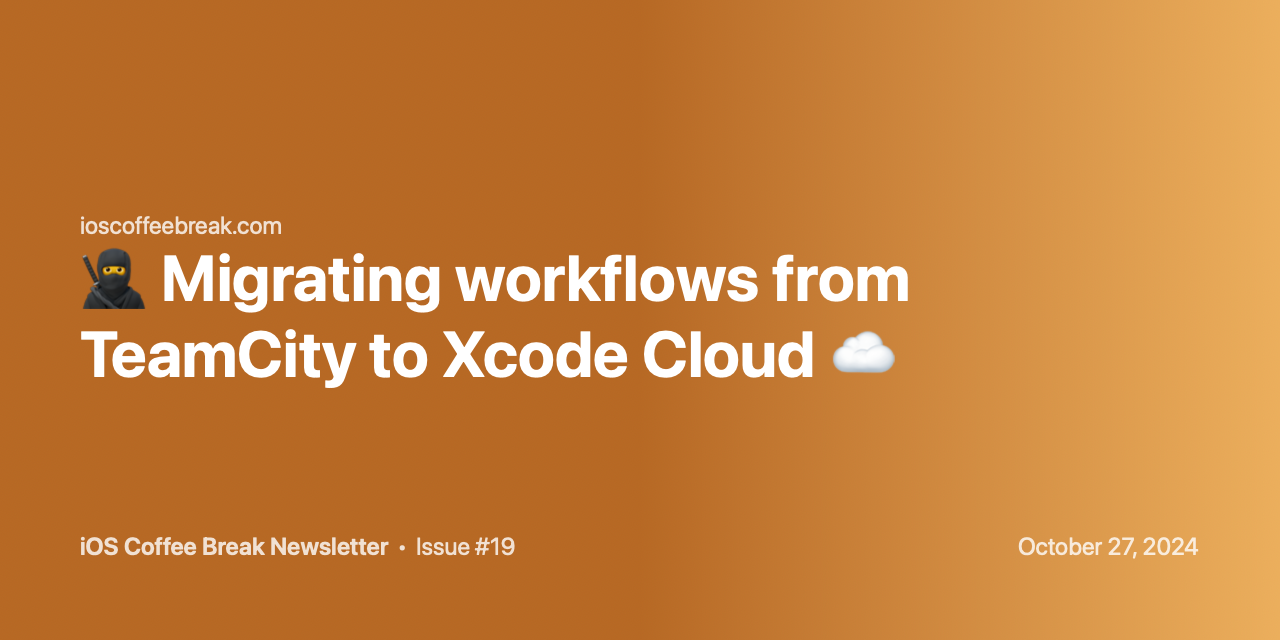 ioscoffeebreak.com
🥷 Migrating workflows from
TeamCity to Xcode Cloud ☁️
iOS Coffee Break Newsletter • Issue #19
October 27, 2024